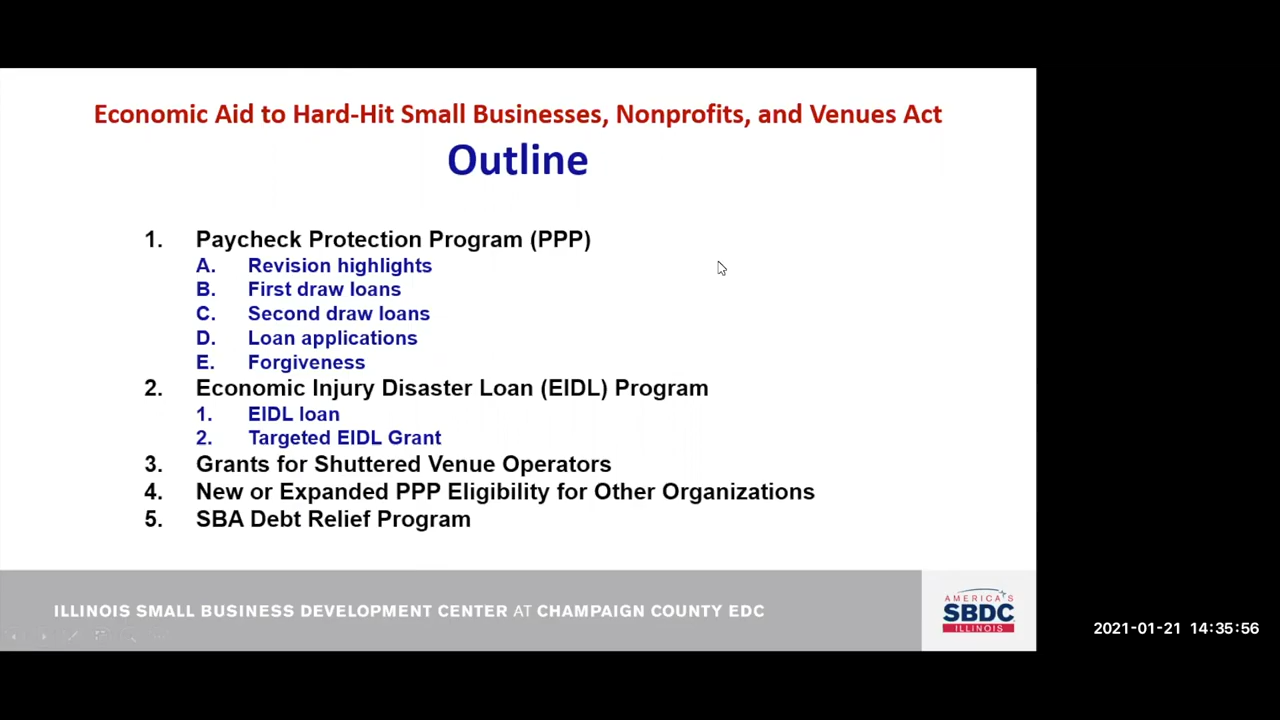 Economic Aid to Hard-Hit Small Businesses, Nonprofits, and Venues Act
Outline
1. Paycheck Protection Program (PPP)
A. Revision highlights
B. First draw loans
C. Second draw loans
D. Loan applications
E. Forgiveness
2. Economic Injury Disaster Loan (EIDL) Program
1. EIDL loan
2. Targeted EIDL Grant
3. Grants for Shuttered Venue Operators
4. New or Expanded PPP Eligibility for Other Organizations
5. SBA Debt Relief Program
ILLINOIS SMALL BUSINESS DEVELOPMENT CENTER AT CHAMPAIGN COUNTY EDC
AMERICA'S
SBDC
ILLINOIS
2021-01-21 14:35:56